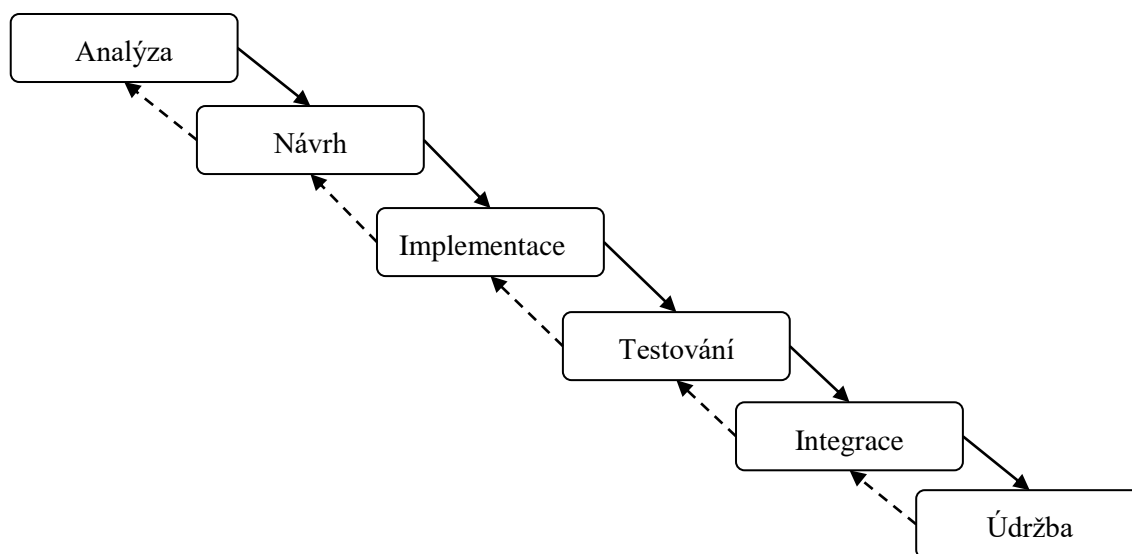 Analýza
Návrh
Implementace
Testování
Integrace
Údržba